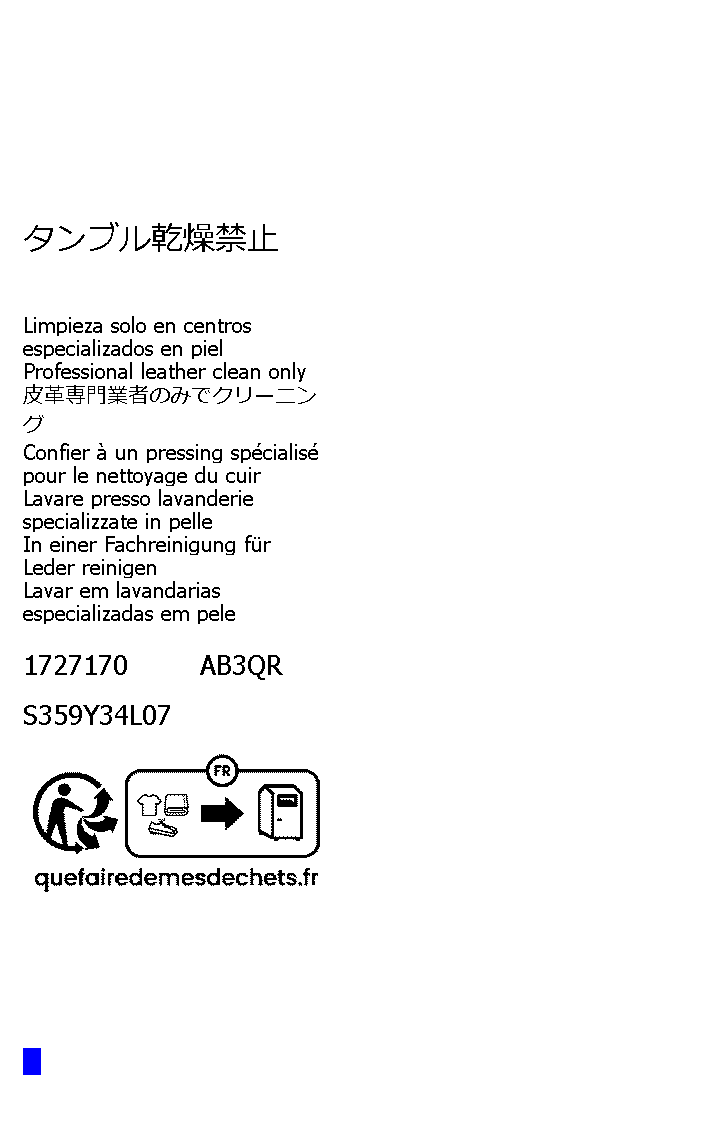 タンブル乾燥禁止
Limpieza solo en centros
especializados en piel
Professional leather clean only
皮革専門業者のみでクリーニン
グ
Confier à un pressing spécialisé
pour le nettoyage du cuir
Lavare presso lavanderie
specializzate in pelle
In einer Fachreinigung für
Leder reinigen
Lavar em lavandarias
especializadas em pele
1727170 AB3QR
S359Y34L07
FR
quefairedemesdechets.fr